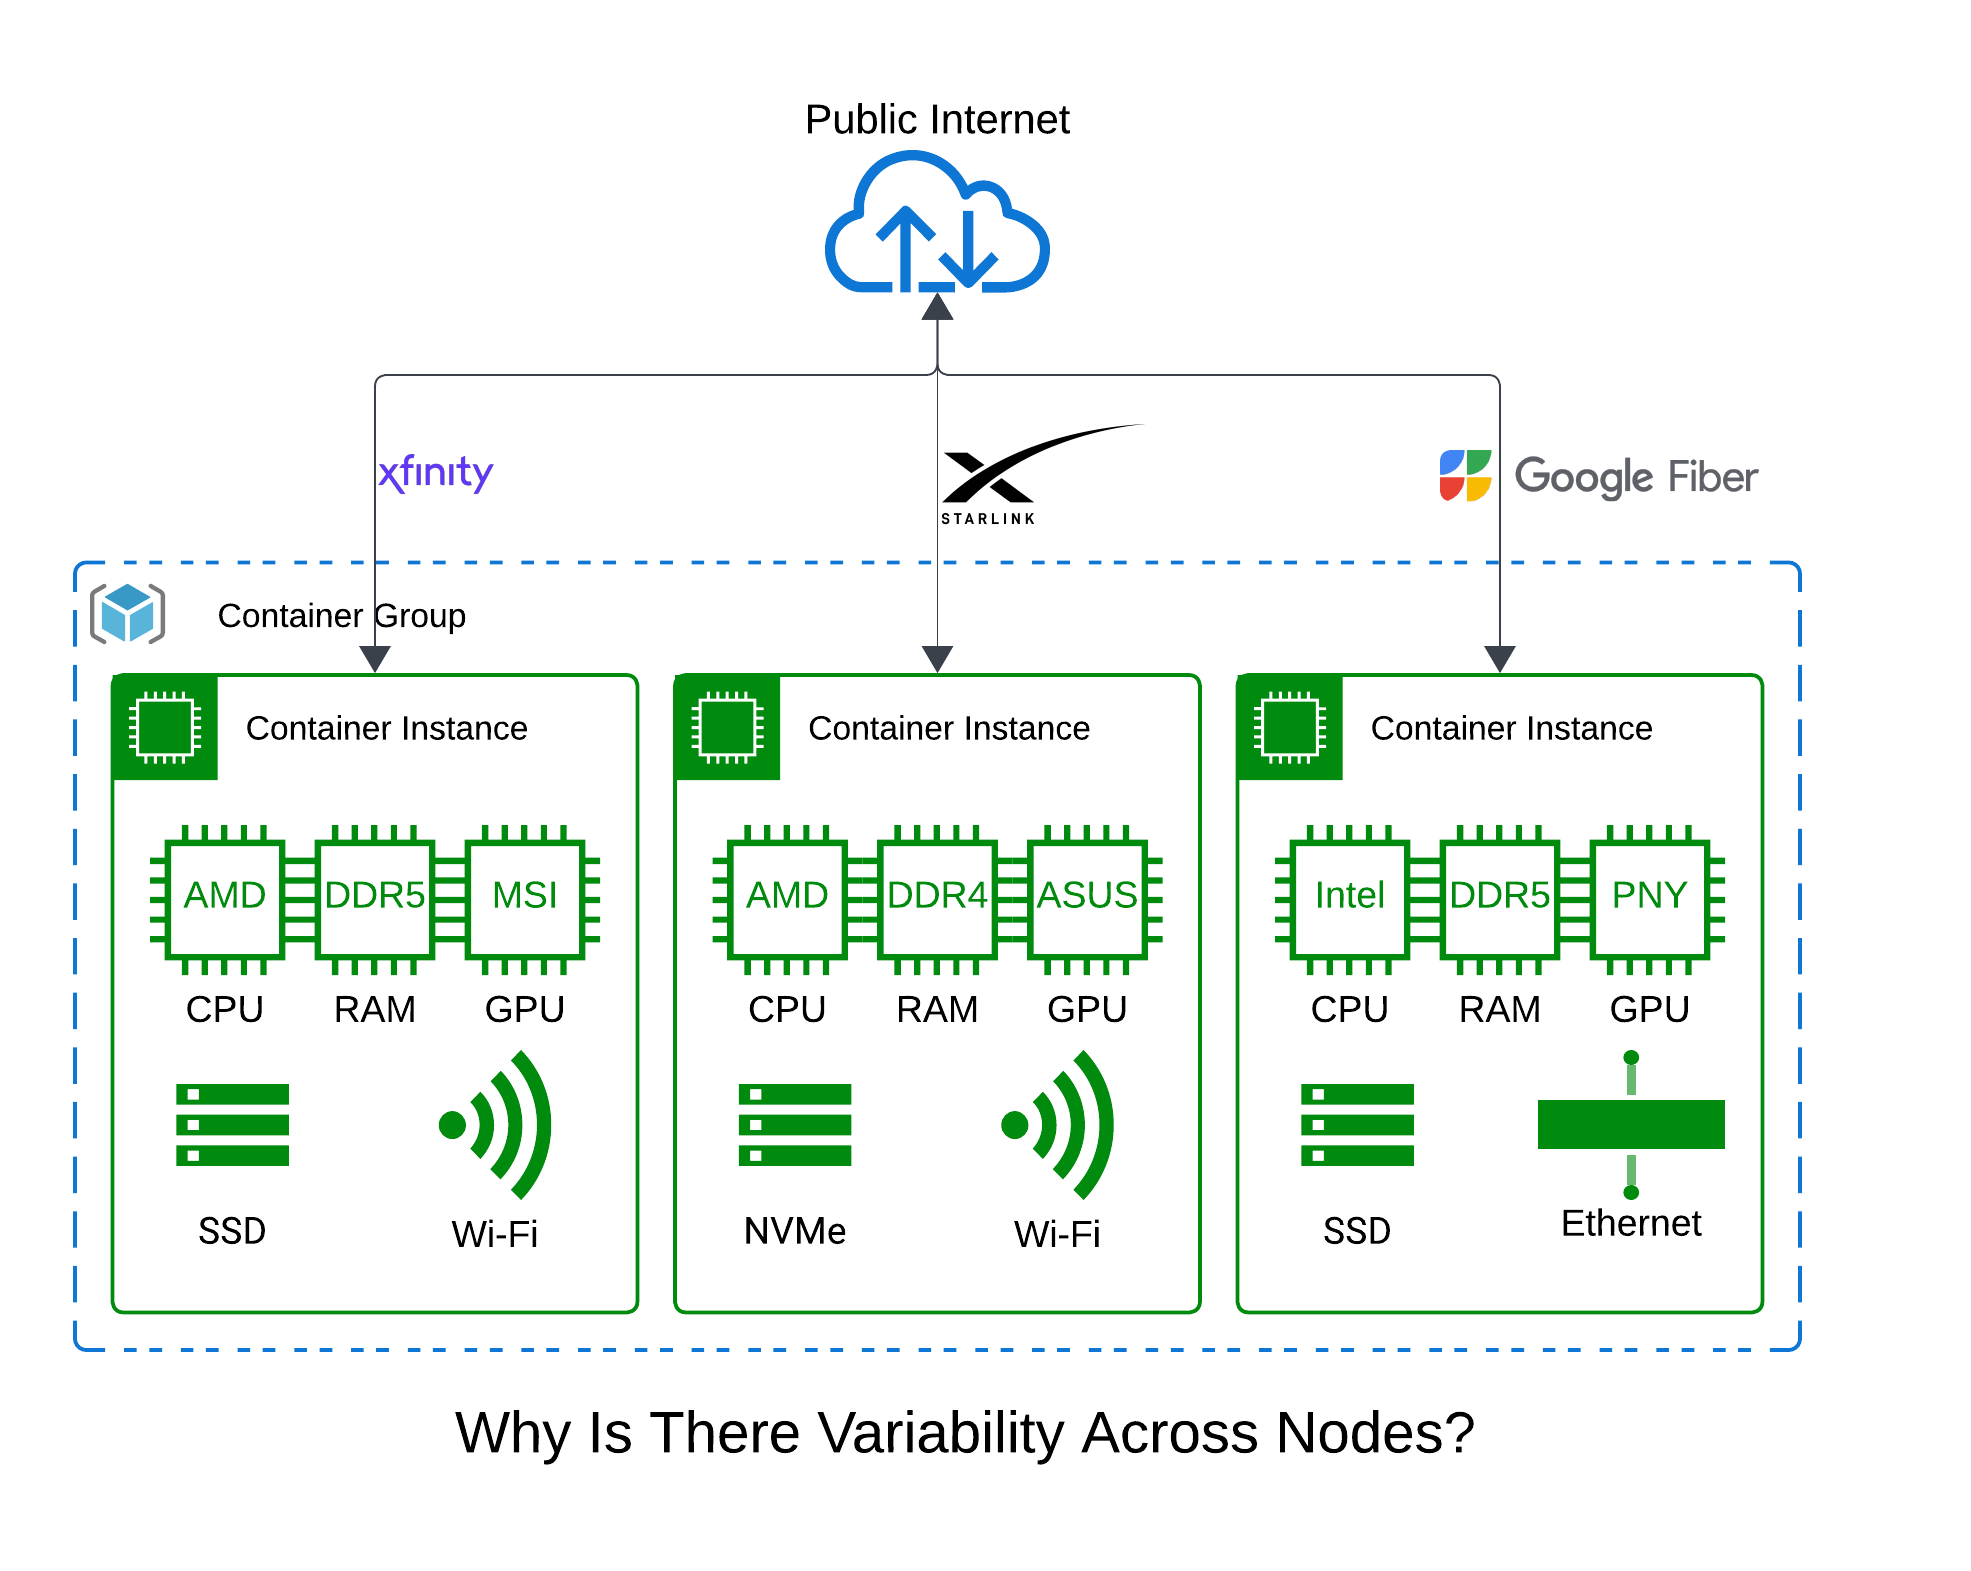 Public Internet
xfinity
STARLINK
Google Fiber
Container Group
Container Instance
AMD DDR5 MSI
CPU RAM GPU
SSD Wi-Fi
Container Instance
AMD DDR4 ASUS
CPU RAM GPU
NVMe Wi-Fi
Container Instance
Intel DDR5 PNY
CPU RAM GPU
SSD Ethernet
Why Is There Variability Across Nodes?